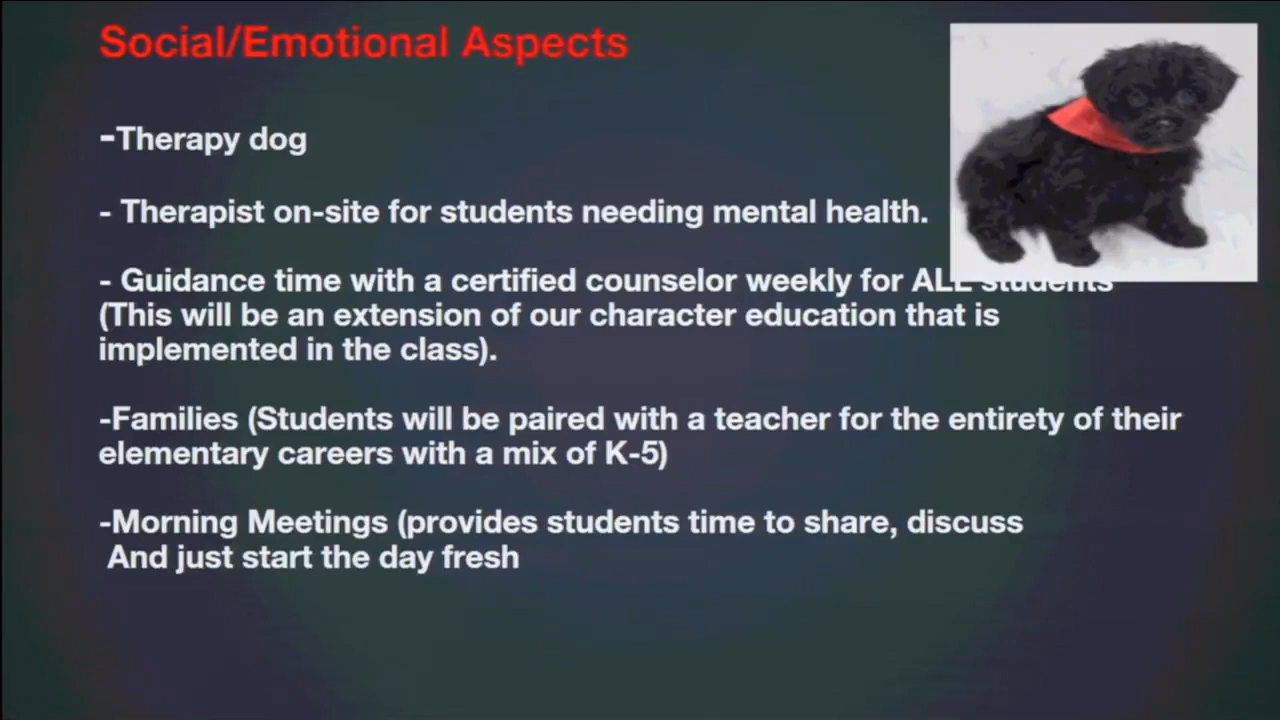 Social/Emotional Aspects
-Therapy dog
- Therapist on-site for students needing mental health.
- Guidance time with a certified counselor weekly for ALL students
(This will be an extension of our character education that is
implemented in the class).
-Families (Students will be paired with a teacher for the entirety of their
elementary careers with a mix of K-5)
-Morning Meetings (provides students time to share, discuss
And just start the day fresh